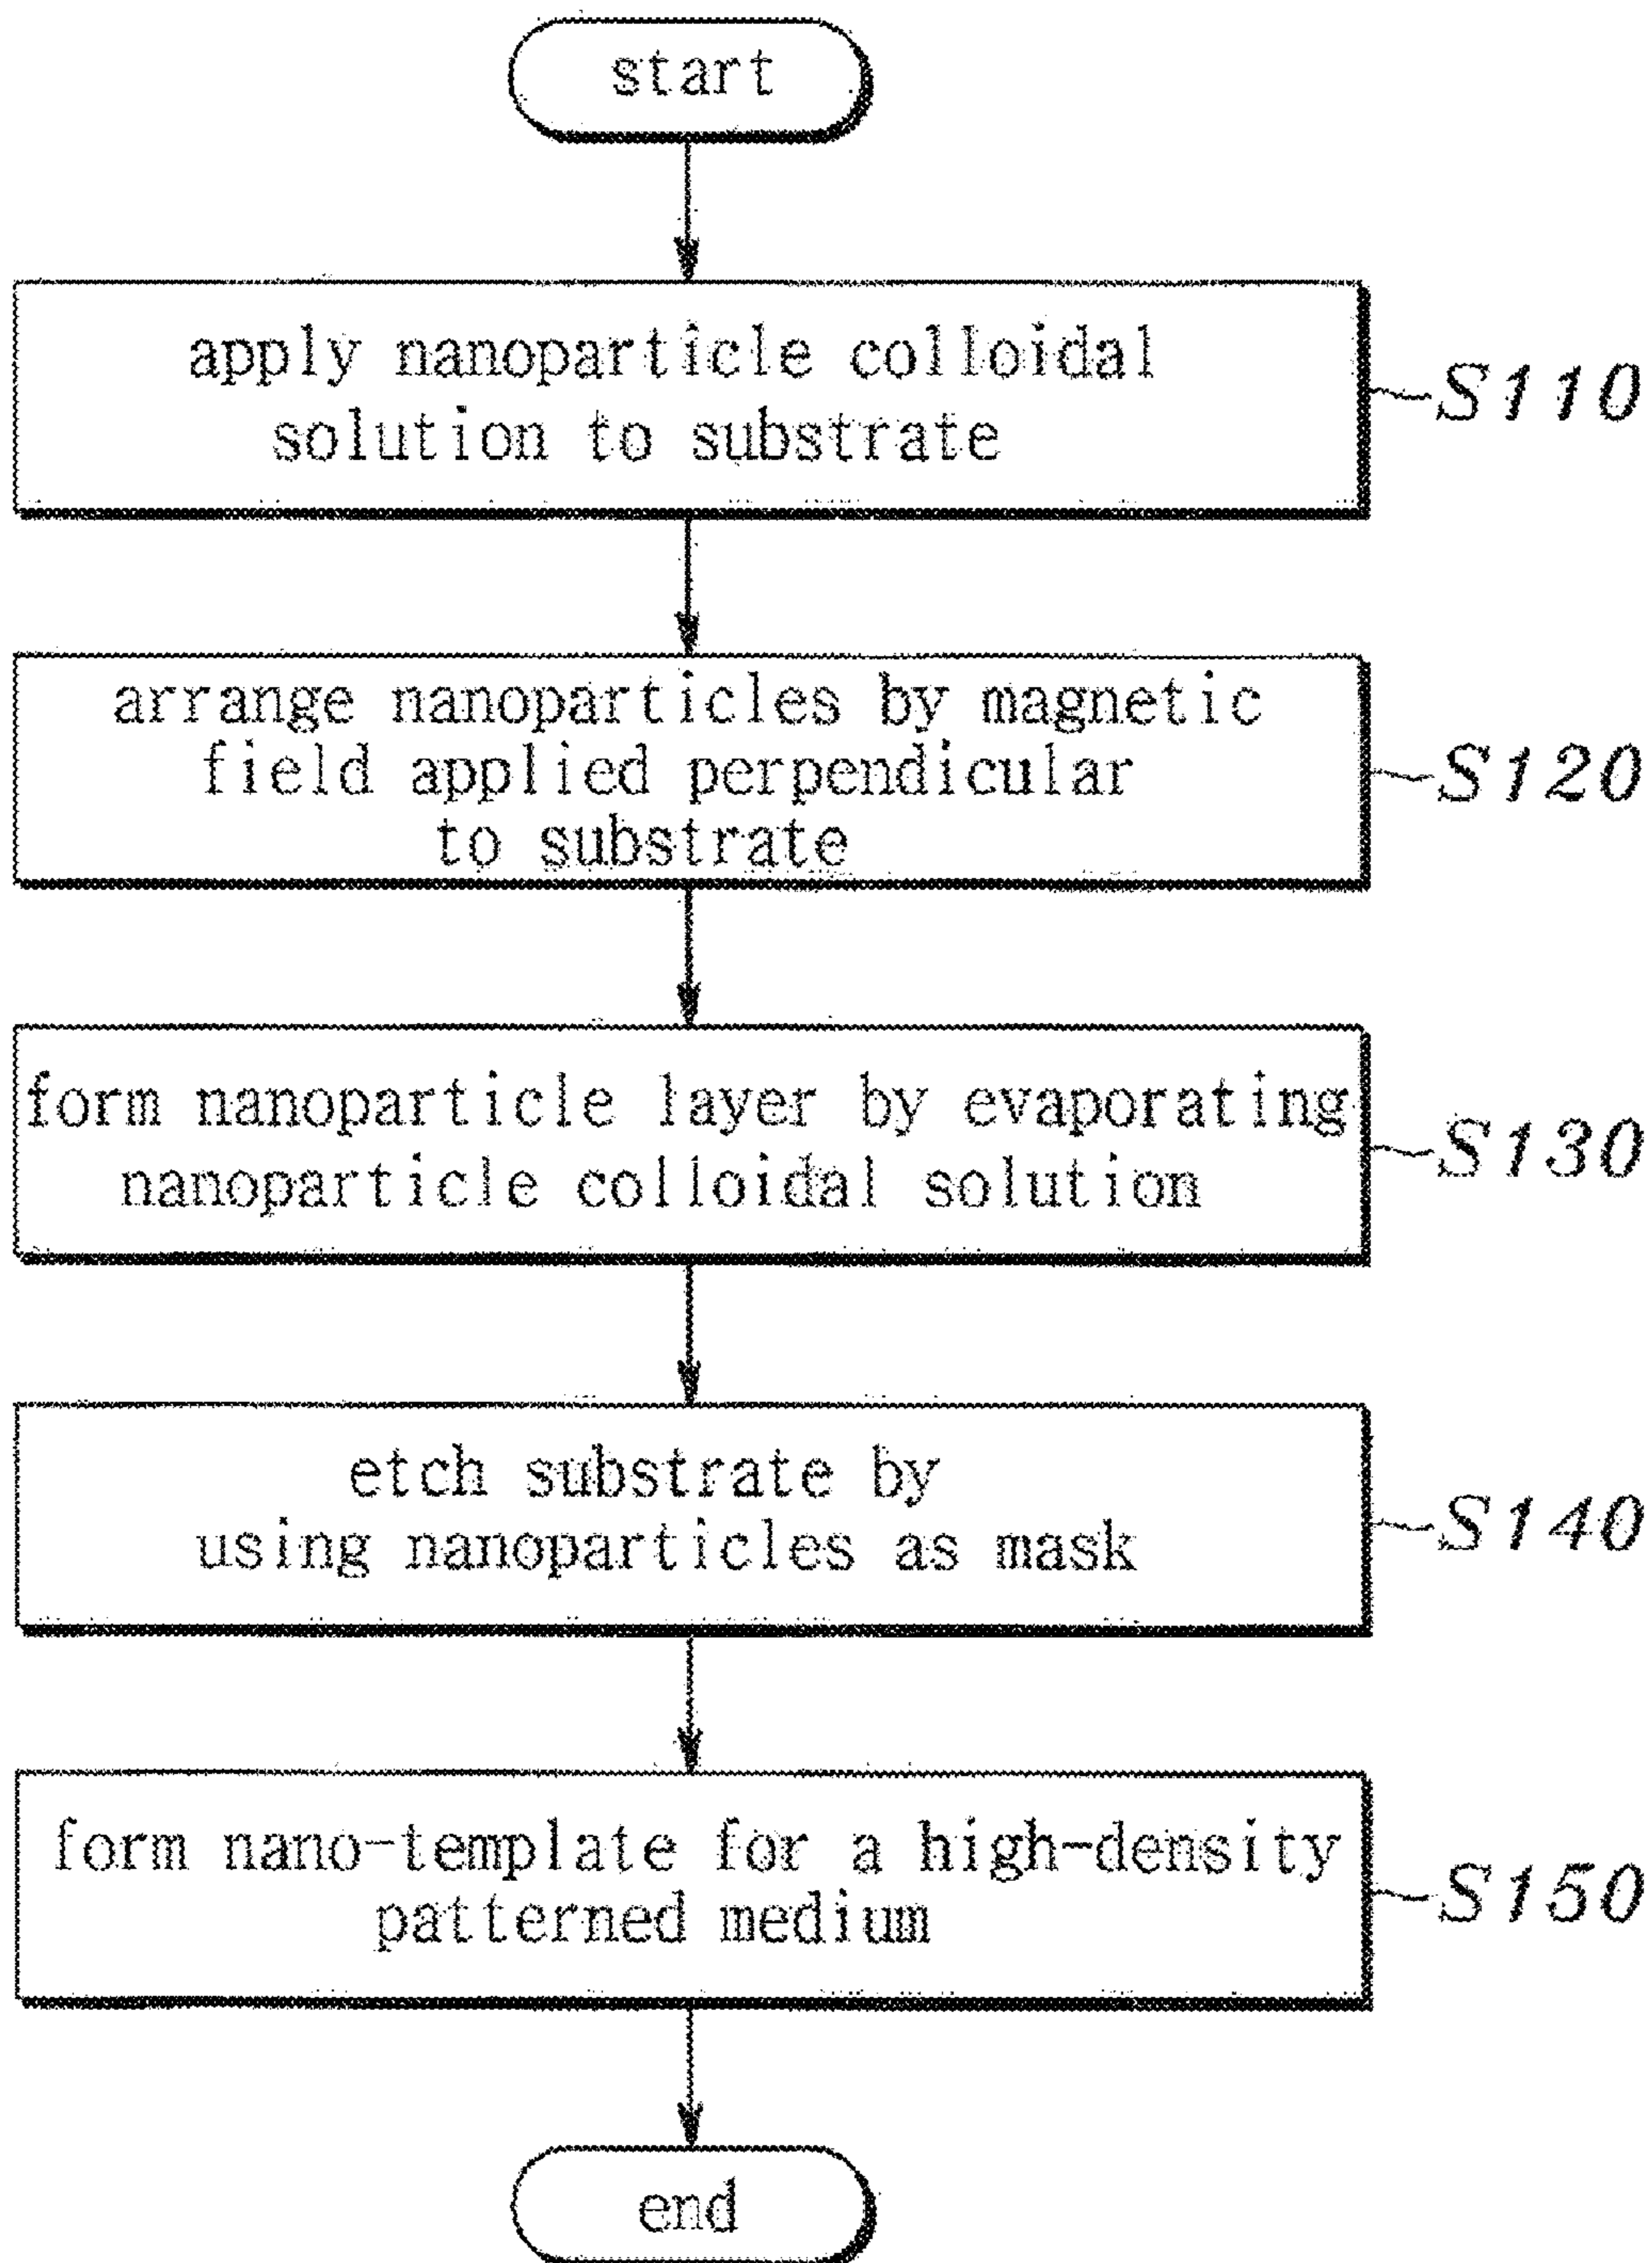 start
apply nanoparticle colloidal
solution to substrate
S110
arrange nanoparticles by magnetic
field applied perpendicular
to substrate
S120
form nanoparticle layer by evaporating
nanoparticle colloidal solution
S130
etch substrate by
using nanoparticles as mask
S140
form nano-template for a high-density
patterned medium
S150
end